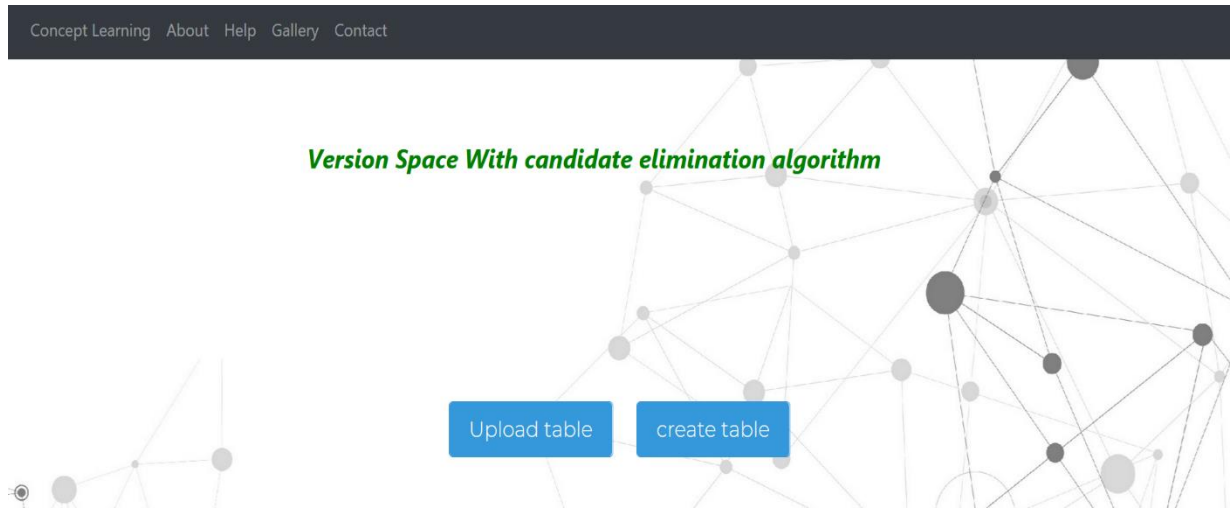 Concept Learning About Help Gallery Contact
Version Space With candidate elimination algorithm
Upload table create table